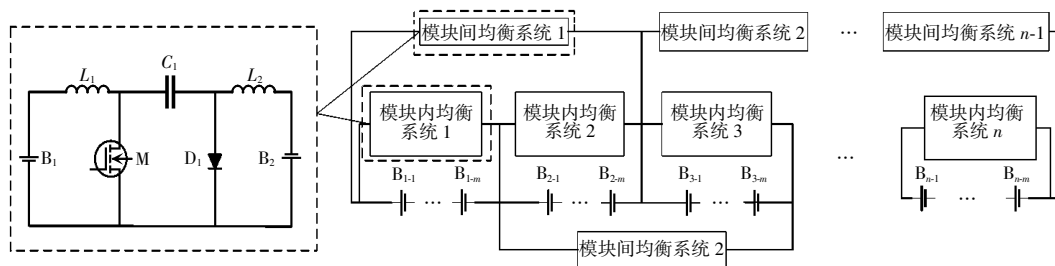 L₁
C₁
L₂
B₁
M
D₁
B₂
模块间均衡系统 1
模块间均衡系统 2
···
模块间均衡系统 n-1
模块内均衡
系统 1
模块内均衡
系统 2
模块内均衡
系统 3
···
模块内均衡
系统 n
B₁₋₁
···
B₁₋ₘ
···
B₂₋₁
···
B₂₋ₘ
B₃₋₁
···
B₃₋ₘ
Bₙ₋₁
···
Bₙ₋ₘ
模块间均衡系统 2